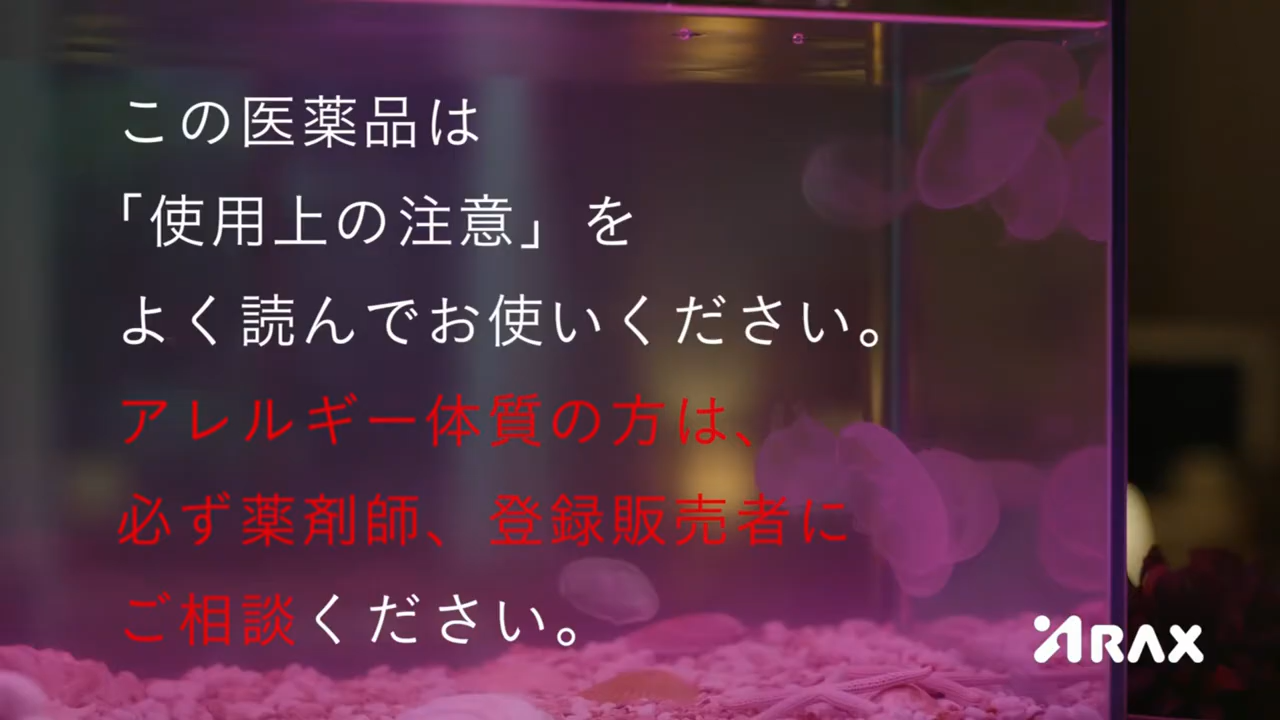 この医薬品は
「使用上の注意」を
よく読んでお使いください。
アレルギー体質の方は、
必ず薬剤師、登録販売者に
ご相談ください。
ARAX